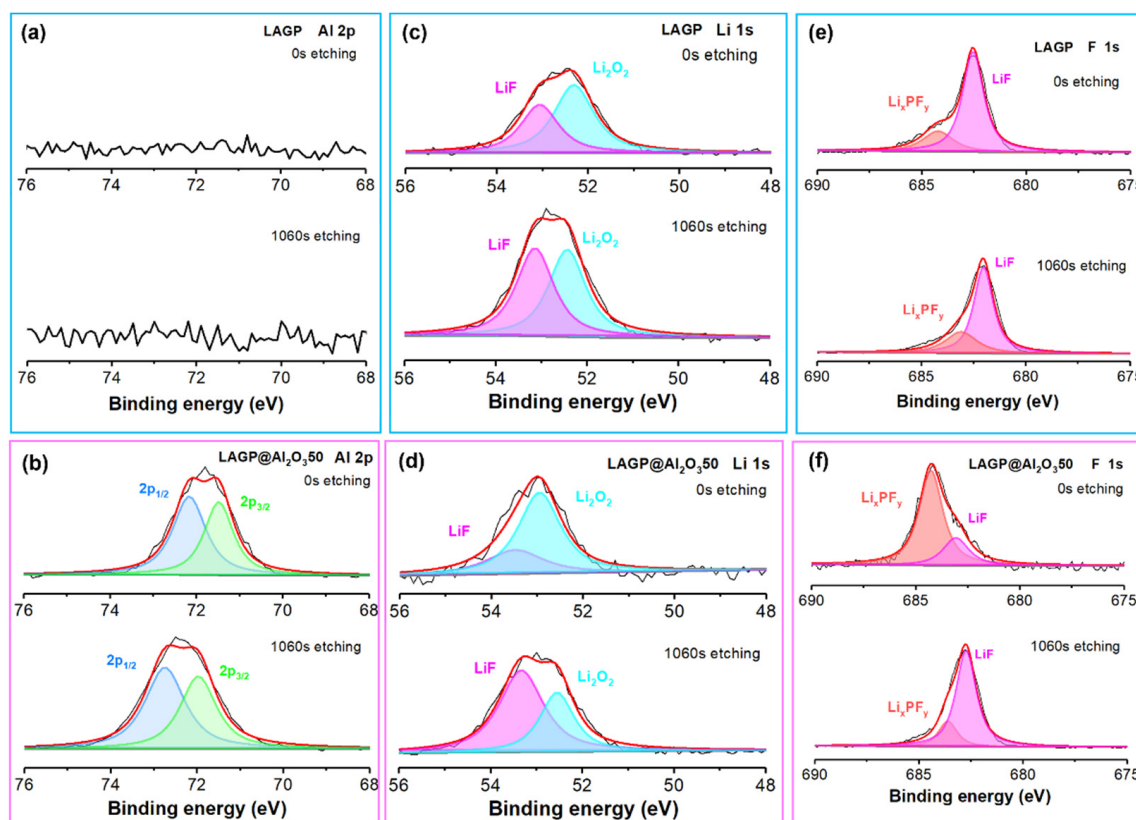 (a) LAGP Al 2p
0s etching
76 74 72 70 68
1060s etching
76 74 72 70 68
Binding energy (eV)
(c) LAGP Li 1s
0s etching
LiF
Li₂O₂
56 54 52 50 48
1060s etching
LiF
Li₂O₂
56 54 52 50 48
Binding energy (eV)
(e) LAGP F 1s
0s etching
LiF
LiₓPFᵧ
690 685 680 675
1060s etching
LiF
LiₓPFᵧ
690 685 680 675
Binding energy (eV)
(b) LAGP@Al₂O₃50 Al 2p
0s etching
2p₁/₂
2p₃/₂
76 74 72 70 68
1060s etching
2p₁/₂
2p₃/₂
76 74 72 70 68
Binding energy (eV)
(d) LAGP@Al₂O₃50 Li 1s
0s etching
Li₂O₂
LiF
56 54 52 50 48
1060s etching
LiF
Li₂O₂
56 54 52 50 48
Binding energy (eV)
(f) LAGP@Al₂O₃50 F 1s
0s etching
LiₓPFᵧ
LiF
690 685 680 675
1060s etching
LiF
LiₓPFᵧ
690 685 680 675
Binding energy (eV)